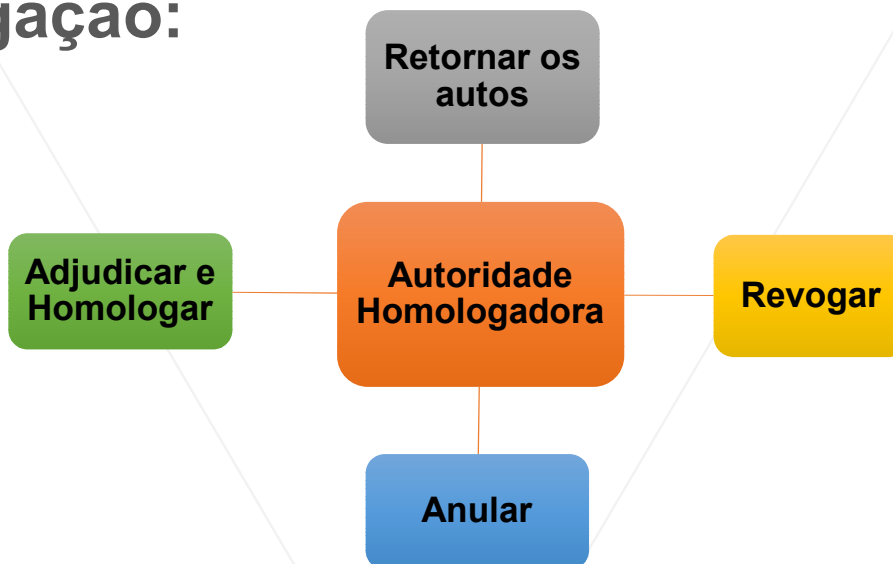 gação:
Retornar os
autos
Adjudicar e
Homologar
Autoridade
Homologadora
Revogar
Anular